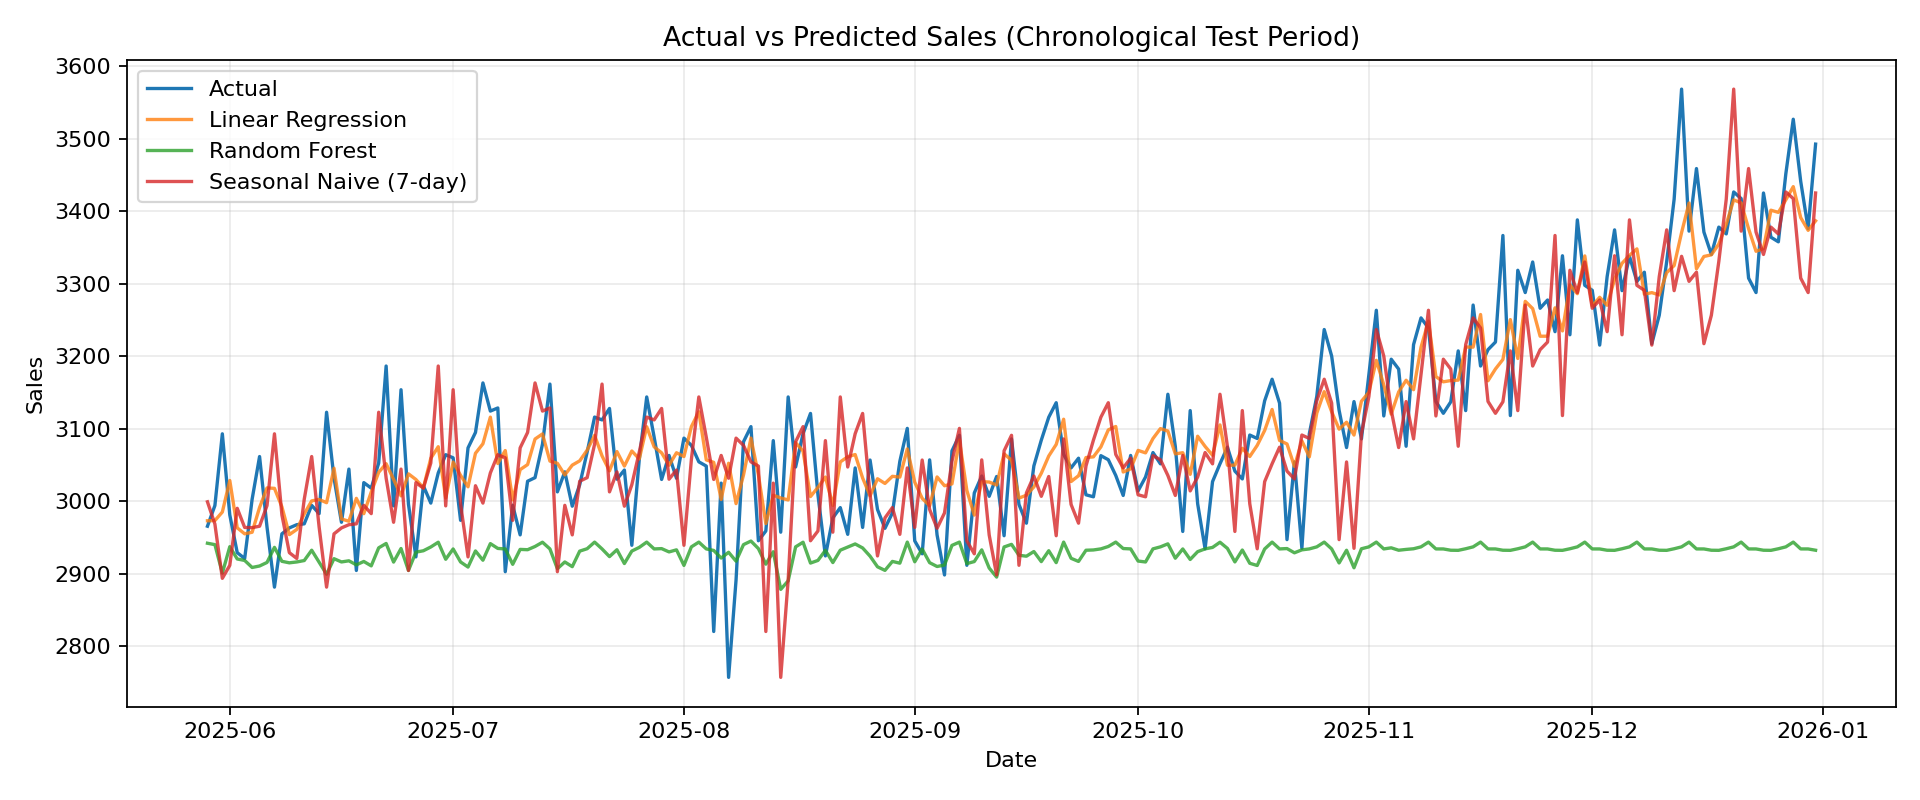 Actual vs Predicted Sales (Chronological Test Period)
3600
3500
3400
3300
3200
3100
3000
2900
2800
Sales
Actual
Linear Regression
Random Forest
Seasonal Naive (7-day)
2025-06 2025-07 2025-08 2025-09 2025-10 2025-11 2025-12 2026-01
Date